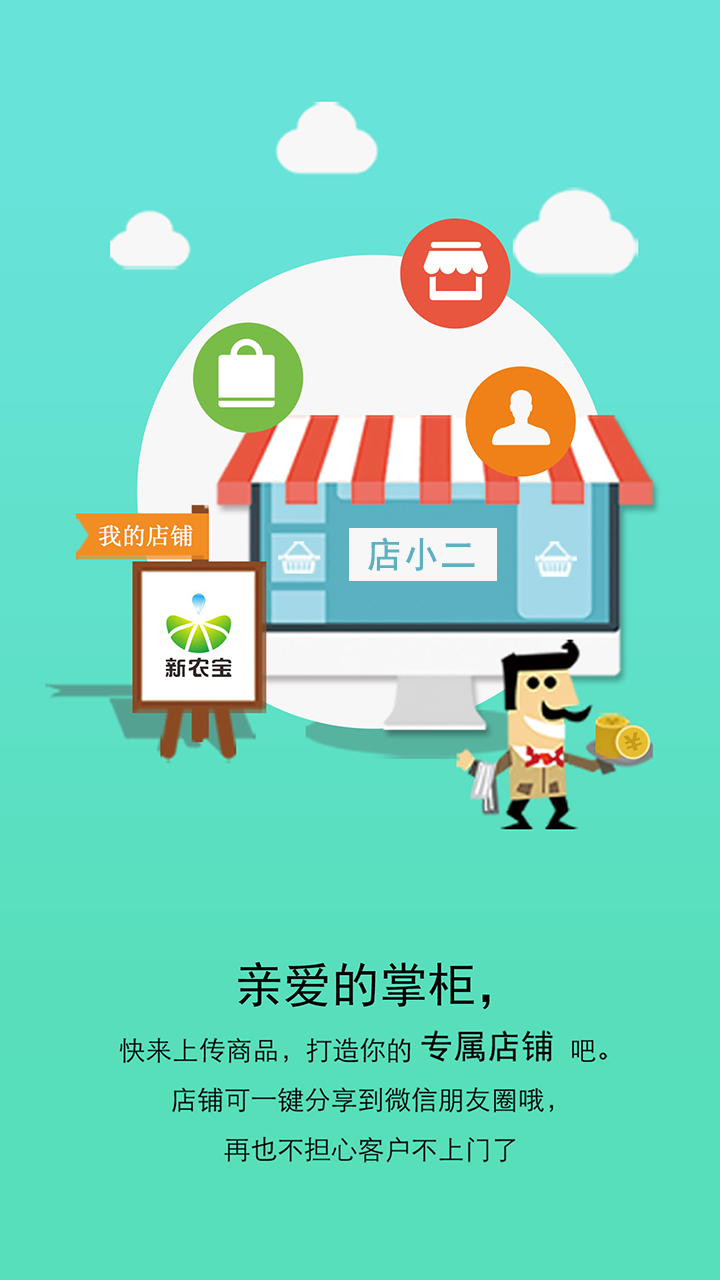 我的店铺
店小二
新农宝
亲爱的掌柜，
快来上传商品，打造你的 专属店铺 吧。
店铺可一键分享到微信朋友圈哦，
再也不担心客户不上门了